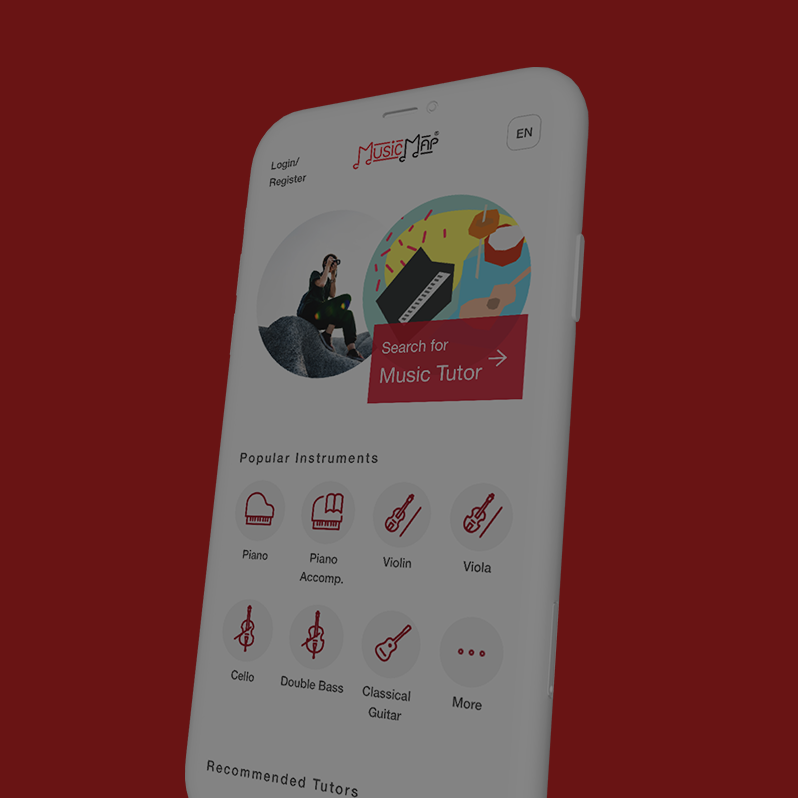 Login/
Register
MusicMap®
EN
Search for
Music Tutor
Popular Instruments
Piano
Piano
Accomp.
Violin
Viola
Cello
Double Bass
Classical
Guitar
More
Recommended Tutors